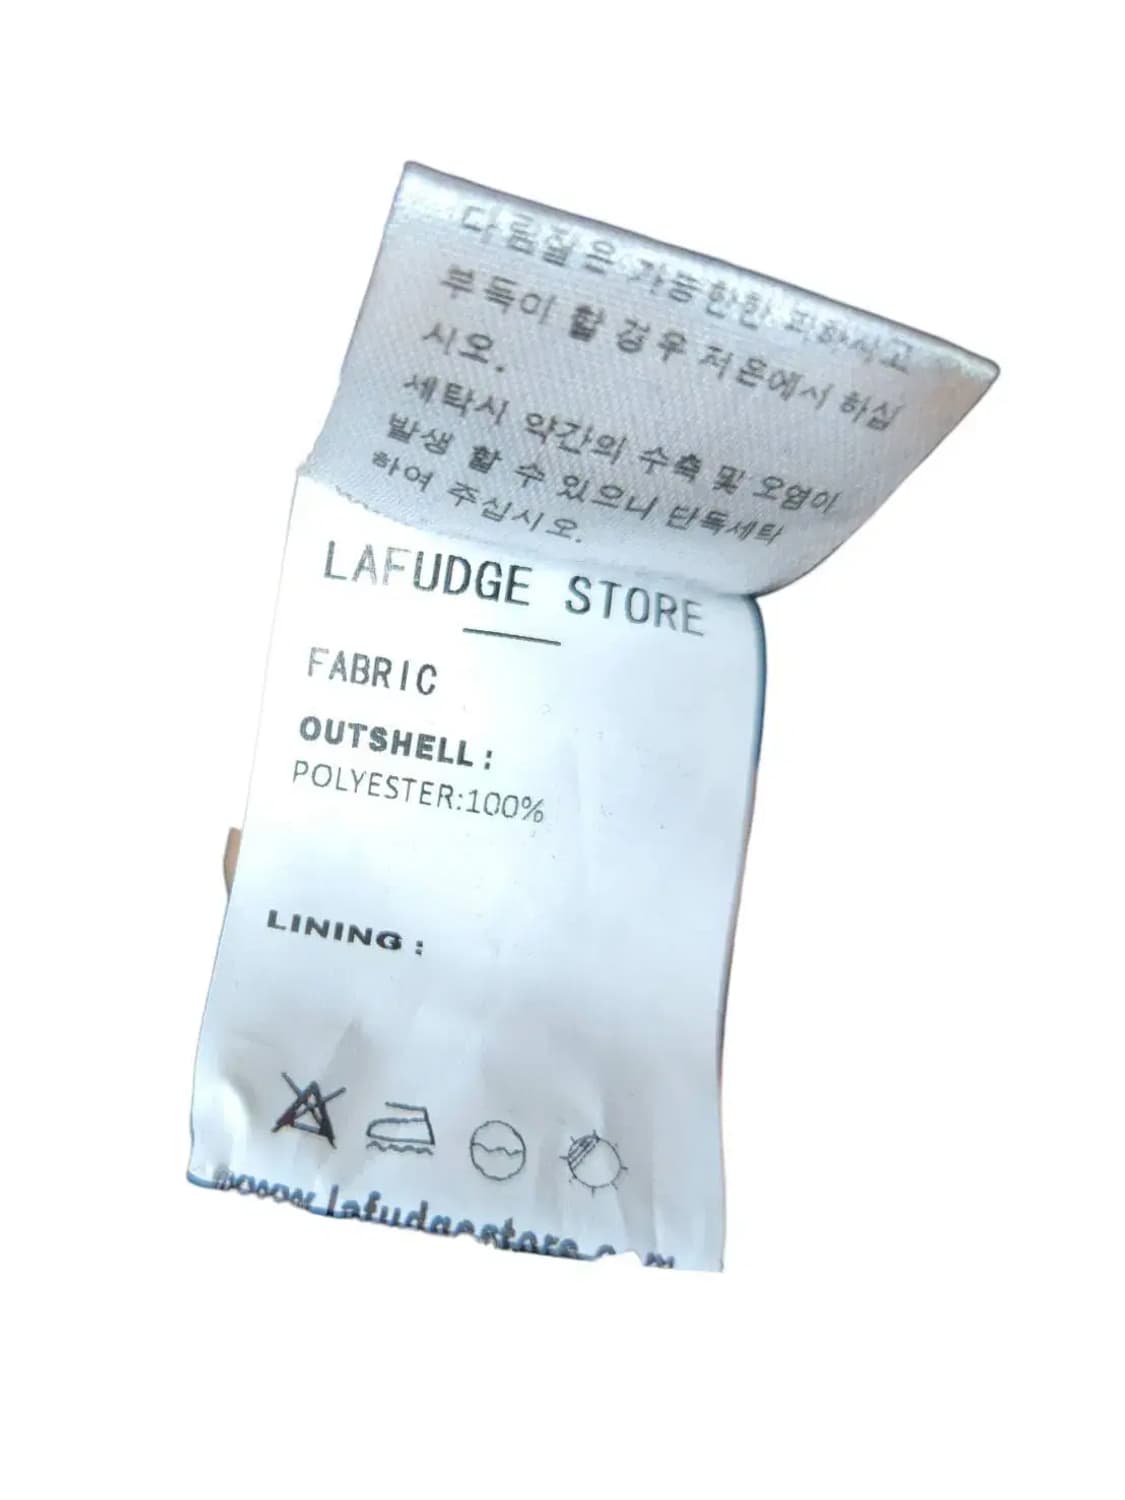 다림질은 가능한한 피하시고
부득이 할 경우 저온에서 하십
시오.
세탁시 약간의 수축 및 오염이
발생 할 수 있으니 단독세탁
하여 주십시오.
LAFUDGE STORE
FABRIC
OUTSHELL:
POLYESTER:100%
LINING:
www.lafudgestore.com